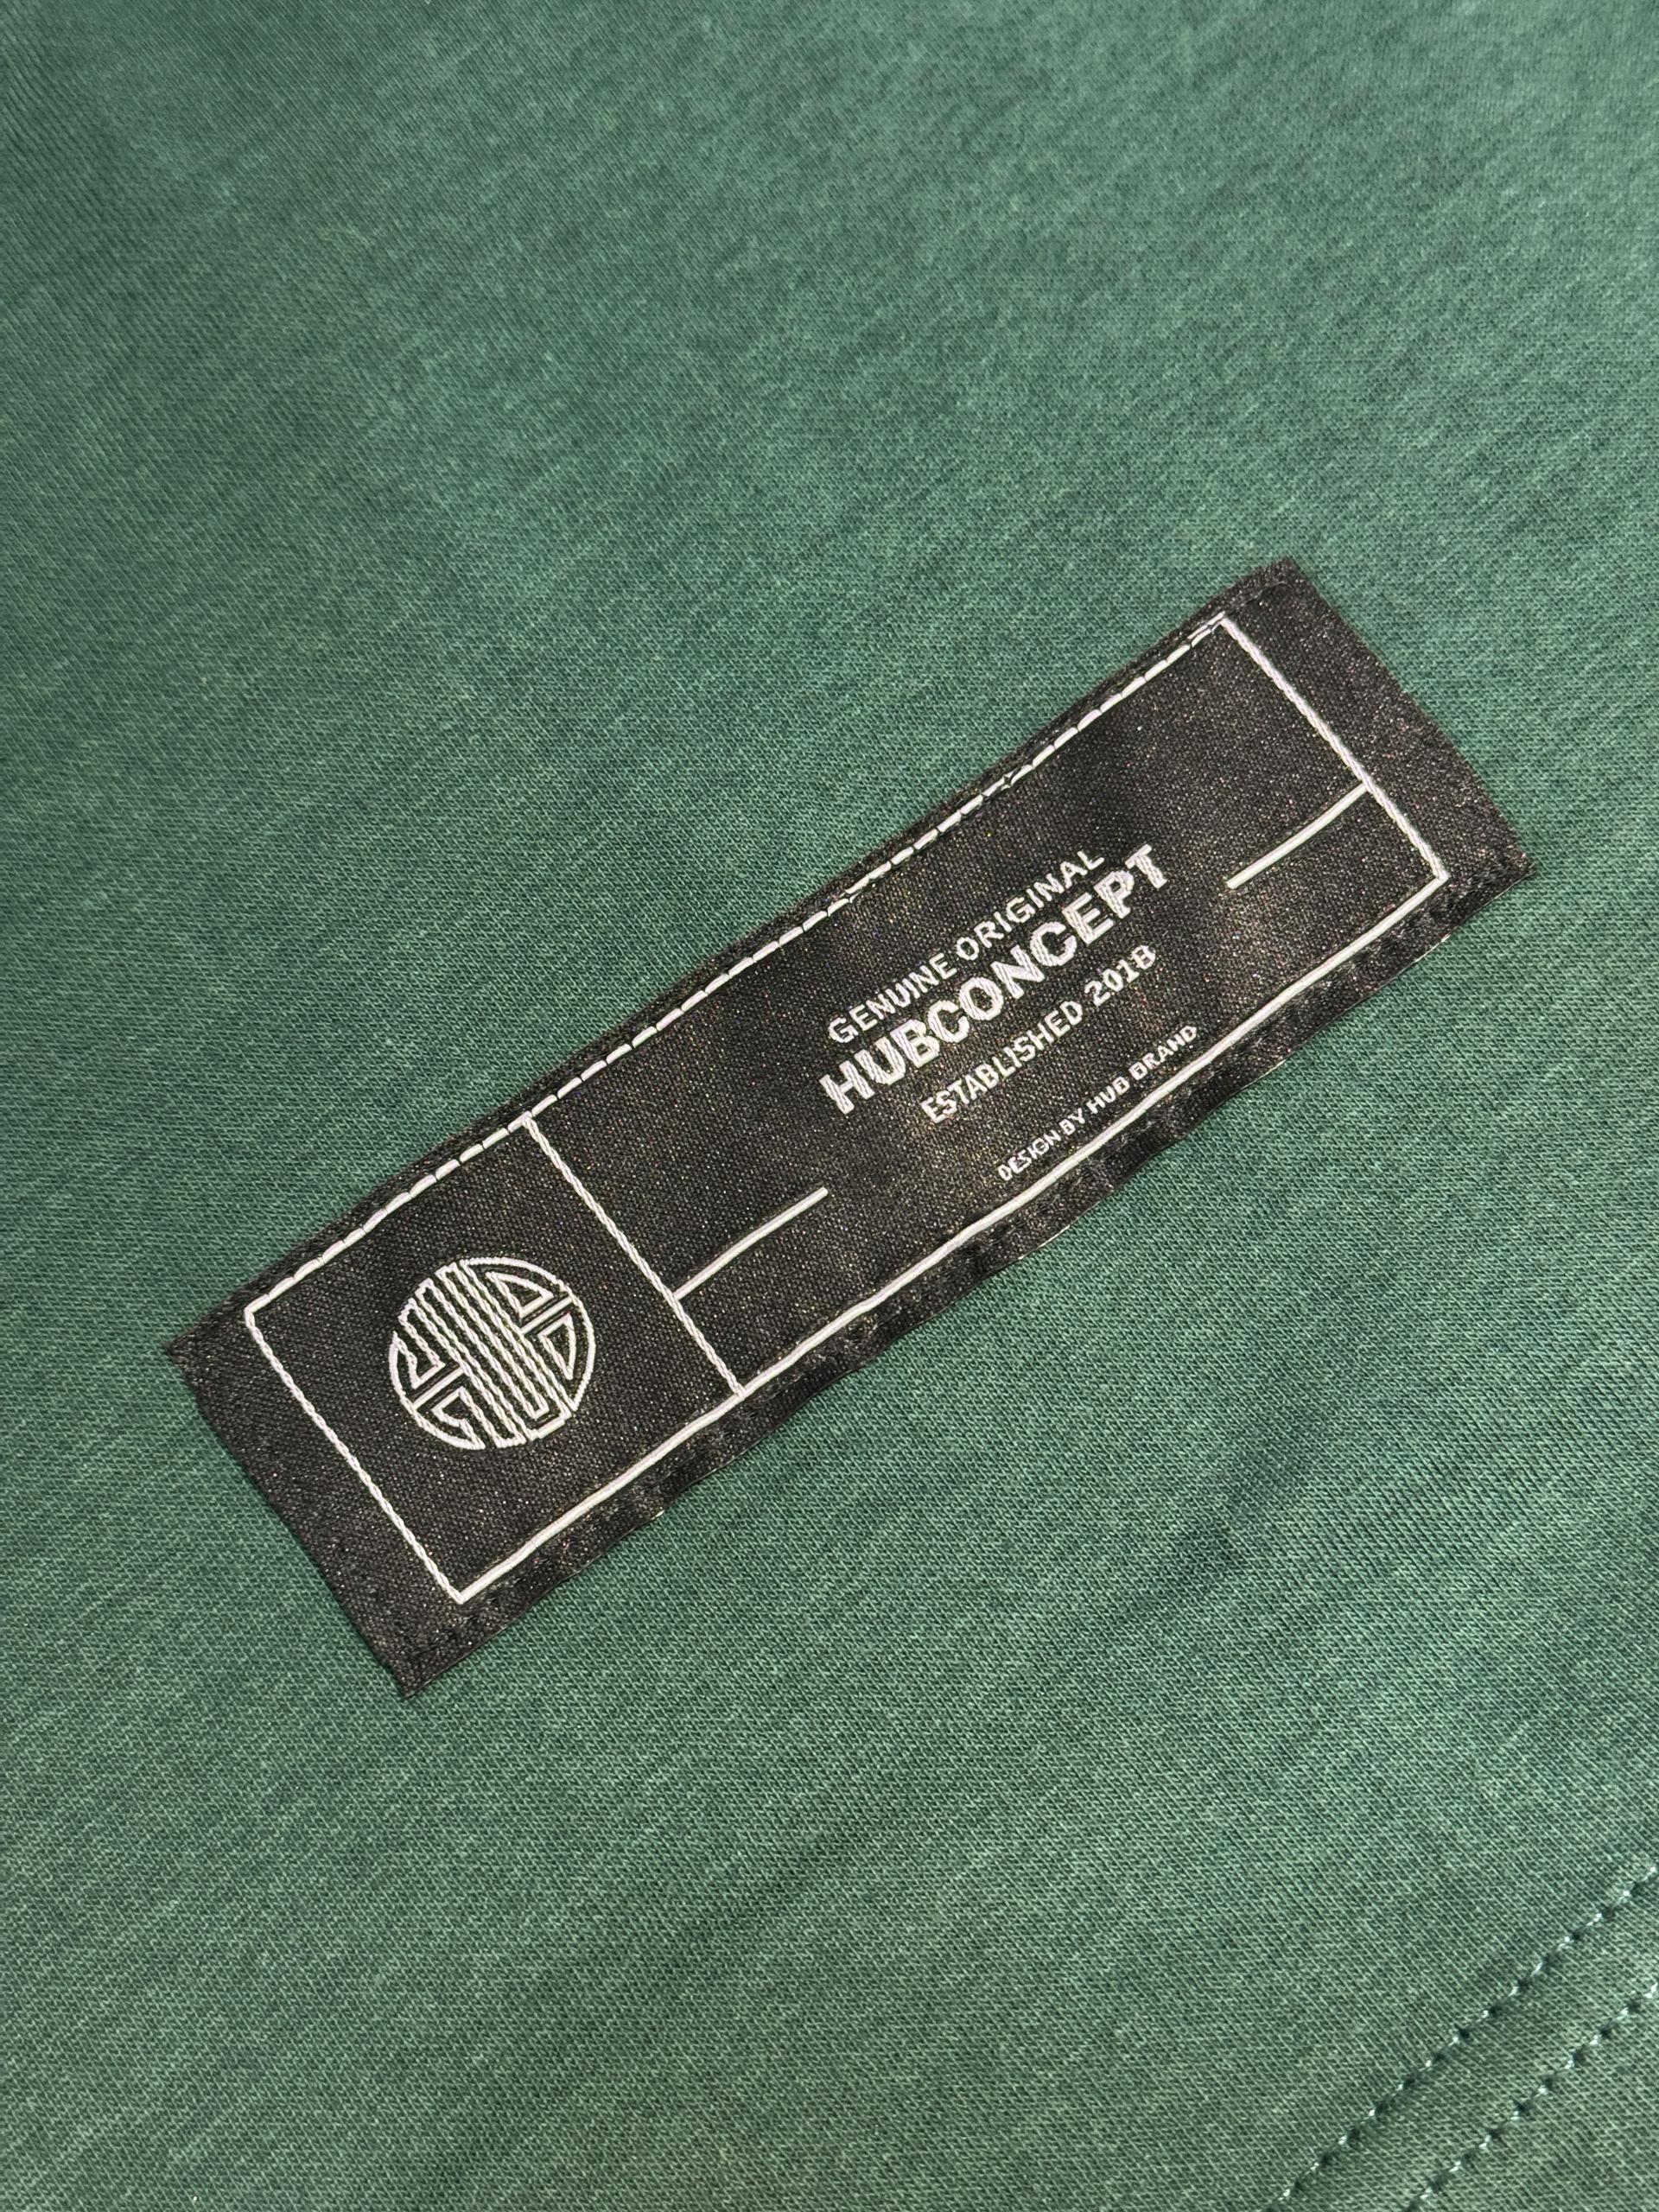 GENUINE ORIGINAL
HUBCONCEPT
ESTABLISHED 2018
DESIGN BY HUB BRAND